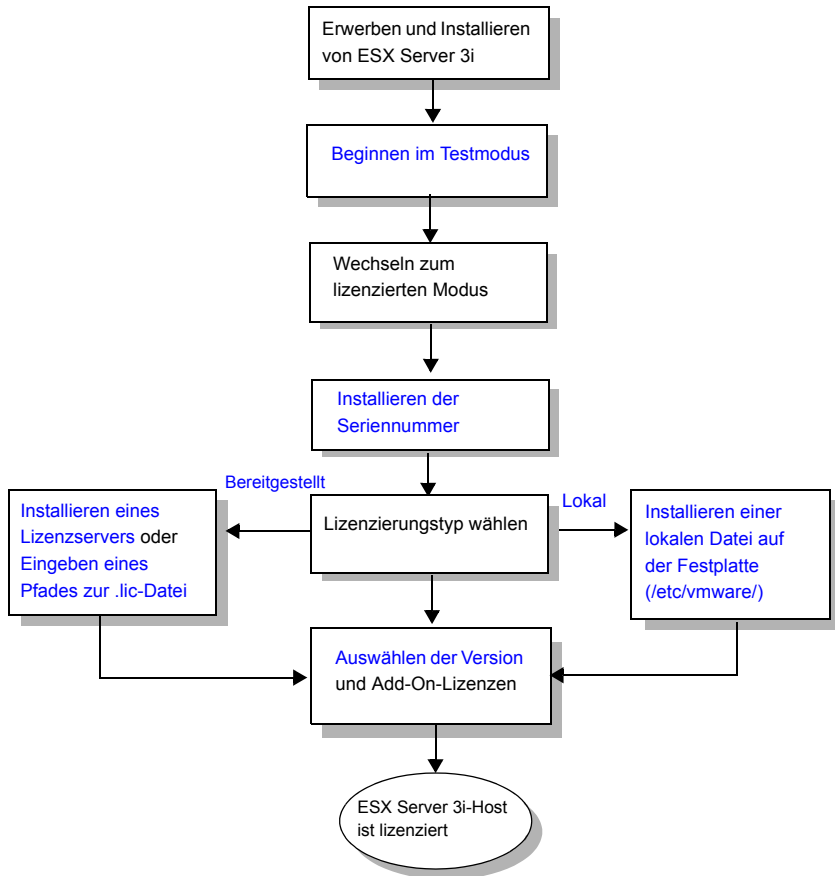 Erwerben und Installieren
von ESX Server 3i
Beginnen im Testmodus
Wechseln zum
lizenzierten Modus
Installieren der
Seriennummer
Bereitgestellt
Lokal
Installieren eines
Lizenzservers oder
Eingeben eines
Pfades zur .lic-Datei
Lizenzierungstyp wählen
Installieren einer
lokalen Datei auf
der Festplatte
(/etc/vmware/)
Auswählen der Version
und Add-On-Lizenzen
ESX Server 3i-Host
ist lizenziert